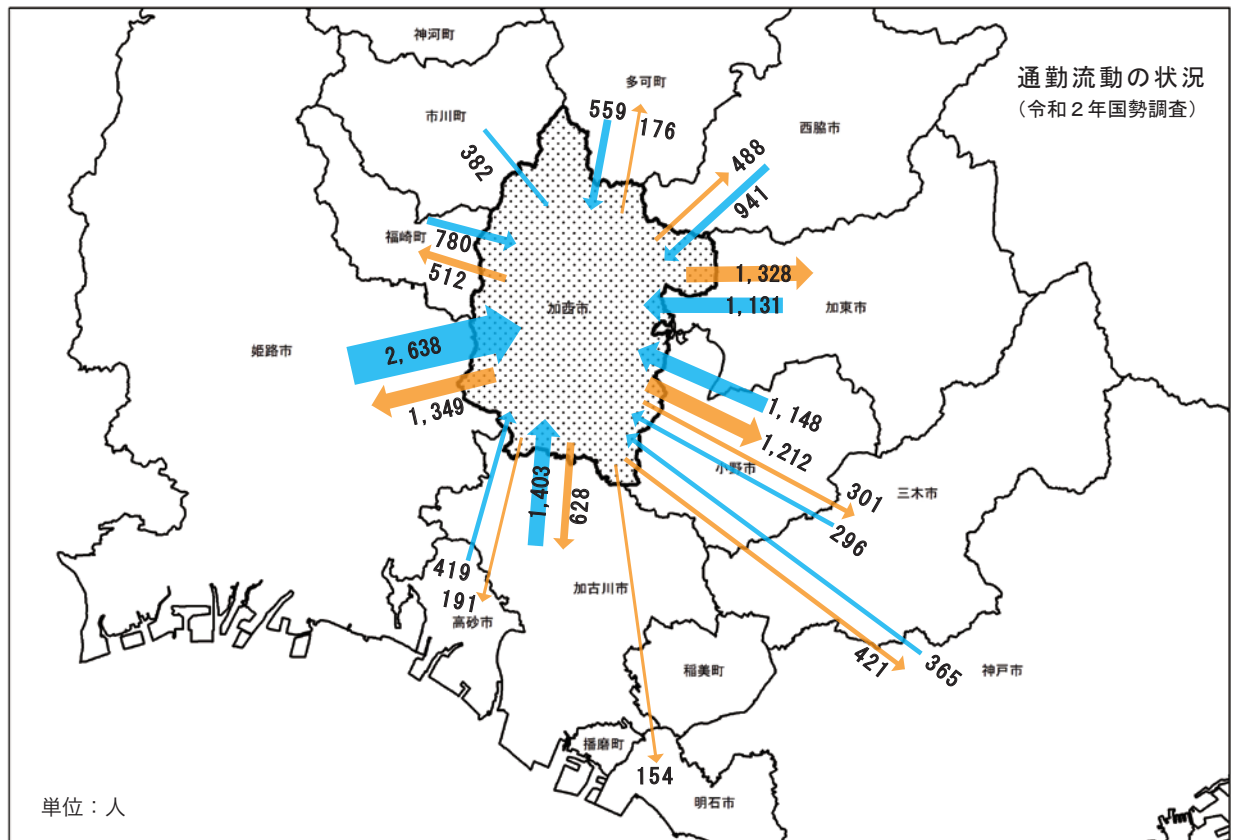 神河町
通勤流動の状況
(令和2年国勢調査)
多可町
559
176
市川町
西脇市
382
488
941
福崎町
780
512
1,328
加西市
1,131
加東市
姫路市
2,638
1,349
1,148
1,212
小野市
1,403
628
301
三木市
296
419
191
高砂市
加古川市
421
365
神戸市
稲美町
播磨町
154
明石市
単位:人